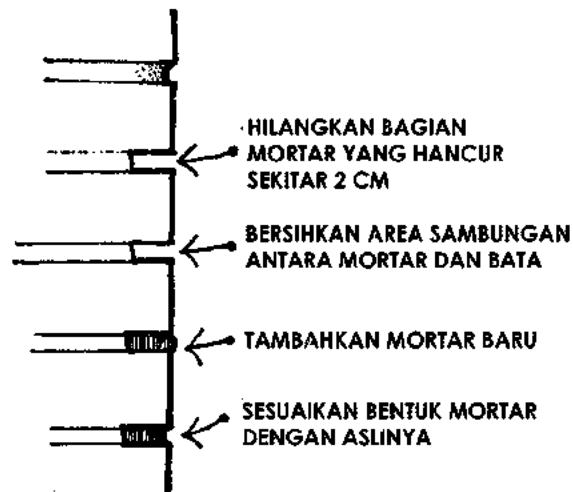 HILANGKAN BAGIAN
MORTAR YANG HANCUR
SEKITAR 2 CM
BERSIHKAN AREA SAMBUNGAN
ANTARA MORTAR DAN BATA
TAMBAHKAN MORTAR BARU
SESUAIKAN BENTUK MORTAR
DENGAN ASLINYA